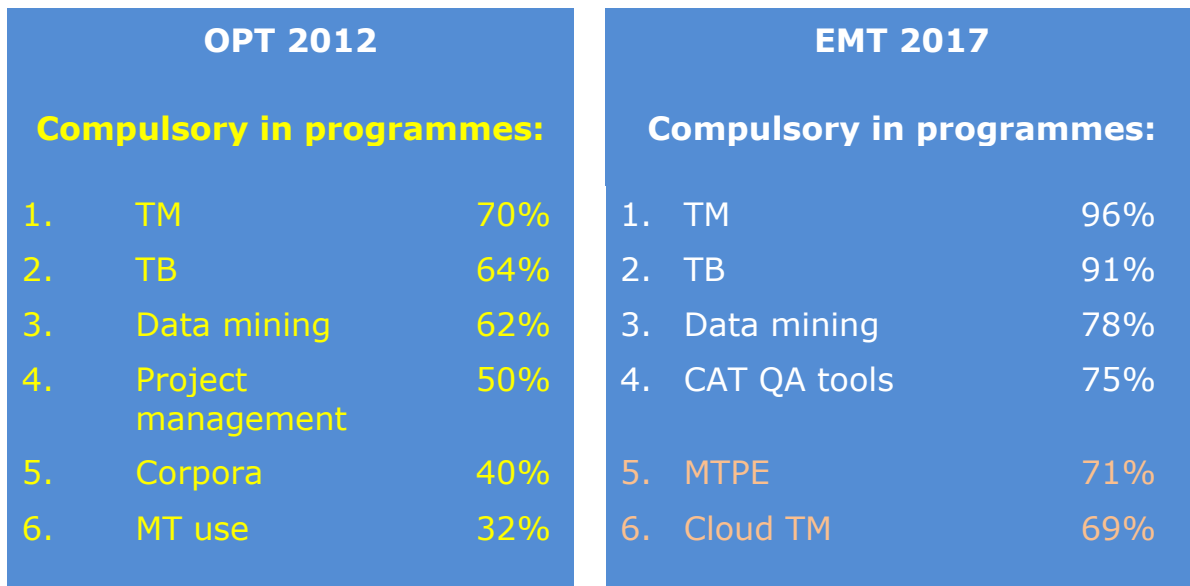 OPT 2012
Compulsory in programmes:
1. TM 70%
2. TB 64%
3. Data mining 62%
4. Project 50%
management
5. Corpora 40%
6. MT use 32%
EMT 2017
Compulsory in programmes:
1. TM 96%
2. TB 91%
3. Data mining 78%
4. CAT QA tools 75%
5. MTPE 71%
6. Cloud TM 69%